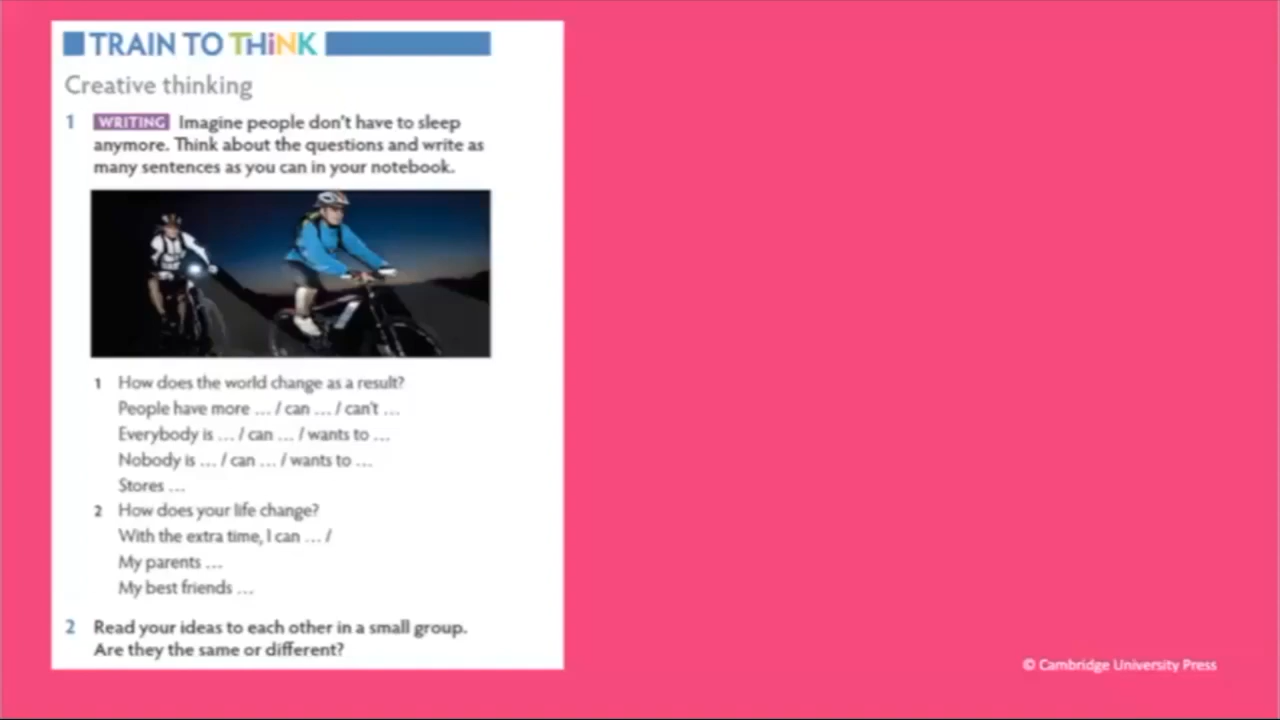 TRAIN TO THiNK
Creative thinking
1 WRITING Imagine people don't have to sleep
anymore. Think about the questions and write as
many sentences as you can in your notebook.
1 How does the world change as a result?
People have more ... / can ... / can't ...
Everybody is ... / can ... / wants to ...
Nobody is ... / can ... / wants to ...
Stores ...
2 How does your life change?
With the extra time, I can ... /
My parents ...
My best friends ...
2 Read your ideas to each other in a small group.
Are they the same or different?
© Cambridge University Press